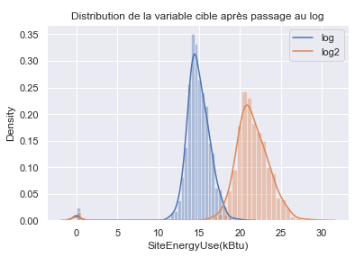 Distribution de la variable cible après passage au log
log
log2
Density
0.35
0.30
0.25
0.20
0.15
0.10
0.05
0.00
0 5 10 15 20 25 30
SiteEnergyUse(kBtu)